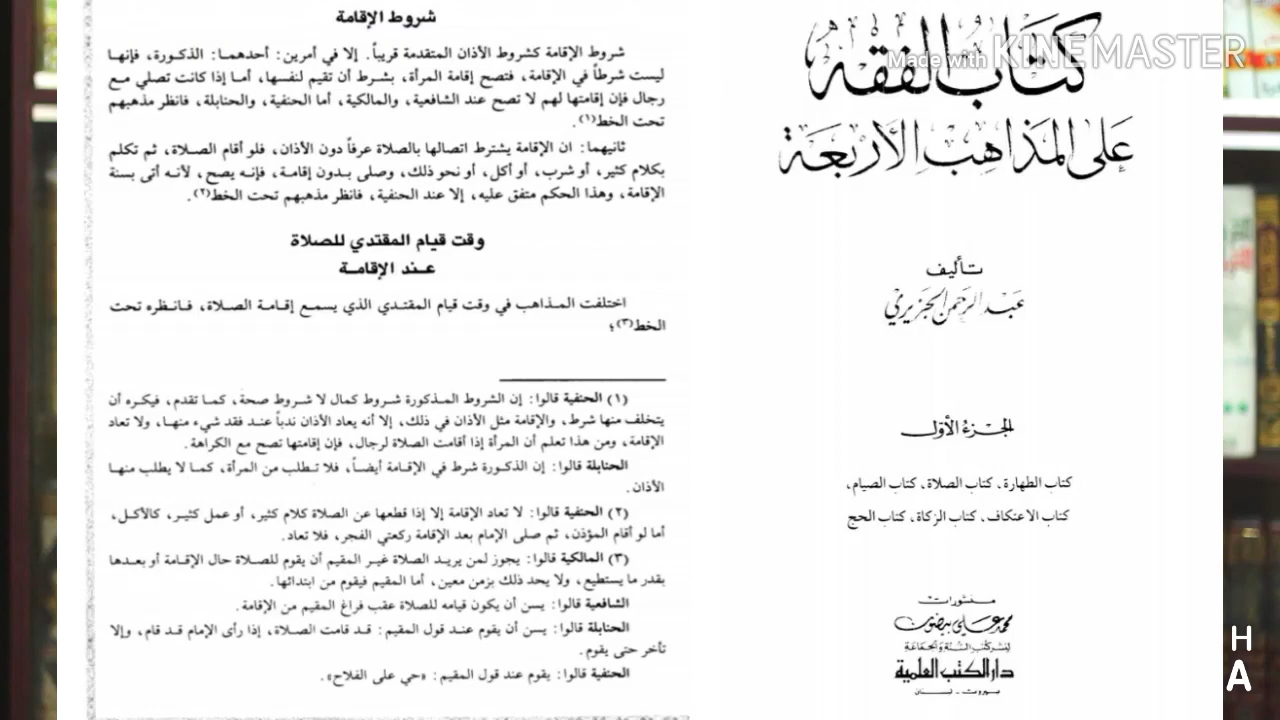 شروط الإقامة
شروط الإقامة كشروط الأذان المتقدمة قريباً. إلا في أمرين: أحدهما: الذكورة، فإنها
ليست شرطاً في الإقامة، فتصح إقامة المرأة، بشرط أن تقيم لنفسها، أما إذا كانت تصلي مع
رجال فإن إقامتها لهم لا تصح عند الشافعية، والمالكية، أما الحنفية، والحنابلة، فانظر مذهبهم
تحت الخط(١).
ثانيهما: ان الإقامة يشترط اتصالها بالصلاة عرفاً دون الأذان، فلو أقام الصلاة، ثم تكلم
بكلام كثير، أو شرب، أو أكل، أو نحو ذلك، وصلى بدون إقامة، فإنه يصح، لأنه أتى بسنة
الإقامة، وهذا الحكم متفق عليه، إلا عند الحنفية، فانظر مذهبهم تحت الخط(٢).
وقت قيام المقتدي للصلاة
عند الإقامة
اختلفت المذاهب في وقت قيام المقتدي الذي يسمع إقامة الصلاة، فانظره تحت
الخط(٣)؛
(١) الحنفية قالوا: إن الشروط المذكورة شروط كمال لا شروط صحة، كما تقدم، فيكره أن
يتخلف منها شرط، والإقامة مثل الأذان في ذلك، إلا أنه يعاد الأذان ندباً عند فقد شيء منها، ولا تعاد
الإقامة، ومن هذا تعلم أن المرأة إذا أقامت الصلاة لرجال، فإن إقامتها تصح مع الكراهة.
الحنابلة قالوا: إن الذكورة شرط في الإقامة أيضاً، فلا تطلب من المرأة، كما لا يطلب منها
الأذان.
(٢) الحنفية قالوا: لا تعاد الإقامة إلا إذا قطعها عن الصلاة كلام كثير، أو عمل كثير، كالأكل،
أما لو أقام المؤذن، ثم صلى الإمام بعد الإقامة ركعتي الفجر، فلا تعاد.
(٣) المالكية قالوا: يجوز لمن يريد الصلاة غير المقيم أن يقوم للصلاة حال الإقامة أو بعدها
بقدر ما يستطيع، ولا يحد ذلك بزمن معين، أما المقيم فيقوم من ابتدائها.
الشافعية قالوا: يسن أن يكون قيامه للصلاة عقب فراغ المقيم من الإقامة.
الحنابلة قالوا: يسن أن يقوم عند قول المقيم: قد قامت الصلاة، إذا رأى الإمام قد قام، وإلا
تأخر حتى يقوم.
الحنفية قالوا: يقوم عند قول المقيم: «حي على الفلاح».
كتاب الفقه
Made with KINEMASTER
على المذاهب الأربعة
تأليف
عبد الرحمن الجزيري
الجزء الأول
كتاب الطهارة، كتاب الصلاة، كتاب الصيام،
كتاب الاعتكاف، كتاب الزكاة، كتاب الحج
منشورات
محمد علي بيضون
لنشر كتب السنة والجماعة
دار الكتب العلمية
بيروت - لبنان
H
A